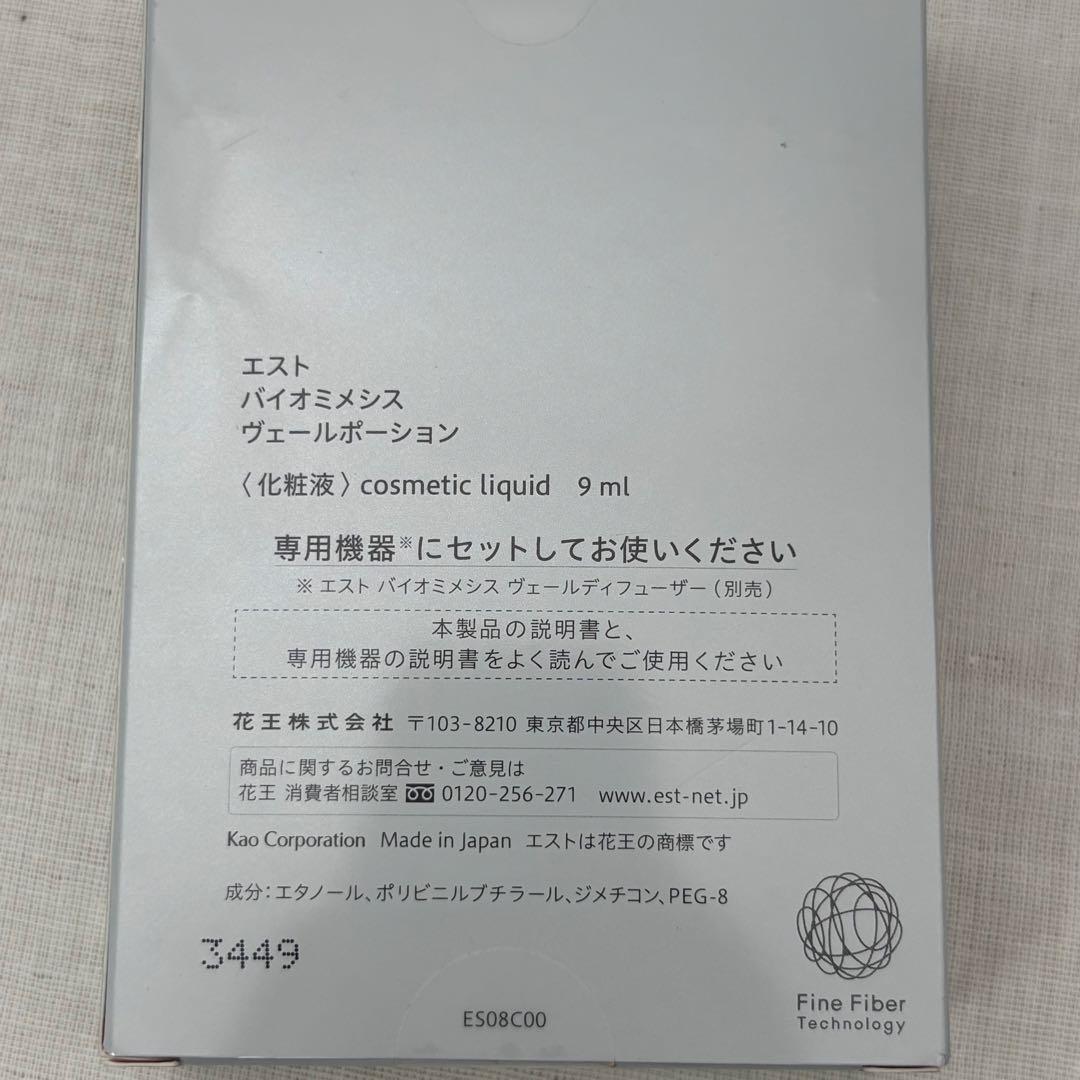 エスト
バイオミメシス
ヴェールポーション
〈化粧液〉cosmetic liquid 9 ml
専用機器※にセットしてお使いください
※ エスト バイオミメシス ヴェールディフューザー（別売）
本製品の説明書と、
専用機器の説明書をよく読んでご使用ください
花王株式会社 〒103-8210 東京都中央区日本橋茅場町1-14-10
商品に関するお問合せ・ご意見は
花王 消費者相談室 0120-256-271 www.est-net.jp
Kao Corporation Made in Japan エストは花王の商標です
成分：エタノール、ポリビニルブチラール、ジメチコン、PEG-8
3449
Fine Fiber
Technology
ES08C00